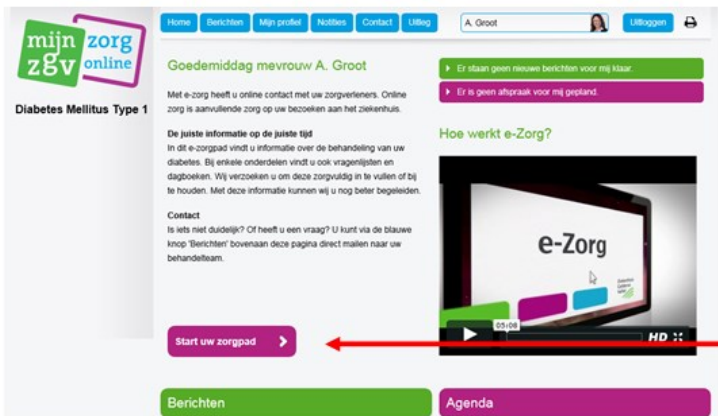 mijn zorg
zgv online
Diabetes Mellitus Type 1
Home Berichten Mijn profiel Notities Contact Uitleg A. Groot Uitloggen
Goedemiddag mevrouw A. Groot
Met e-zorg heeft u online contact met uw zorgverleners. Online
zorg is aanvullende zorg op uw bezoeken aan het ziekenhuis.
De juiste informatie op de juiste tijd
In dit e-zorgpad vindt u informatie over de behandeling van uw
diabetes. Bij enkele onderdelen vindt u ook vragenlijsten en
dagboeken. Wij verzoeken u om deze zorgvuldig in te vullen of bij
te houden. Met deze informatie kunnen wij u nog beter begeleiden.
Contact
Is iets niet duidelijk? Of heeft u een vraag? U kunt via de blauwe
knop 'Berichten' bovenaan deze pagina direct mailen naar uw
behandelteam.
Start uw zorgpad
Er staan geen nieuwe berichten voor mij klaar.
Er is geen afspraak voor mij gepland.
Hoe werkt e-Zorg?
e-Zorg
05:08
HD
Berichten
Agenda